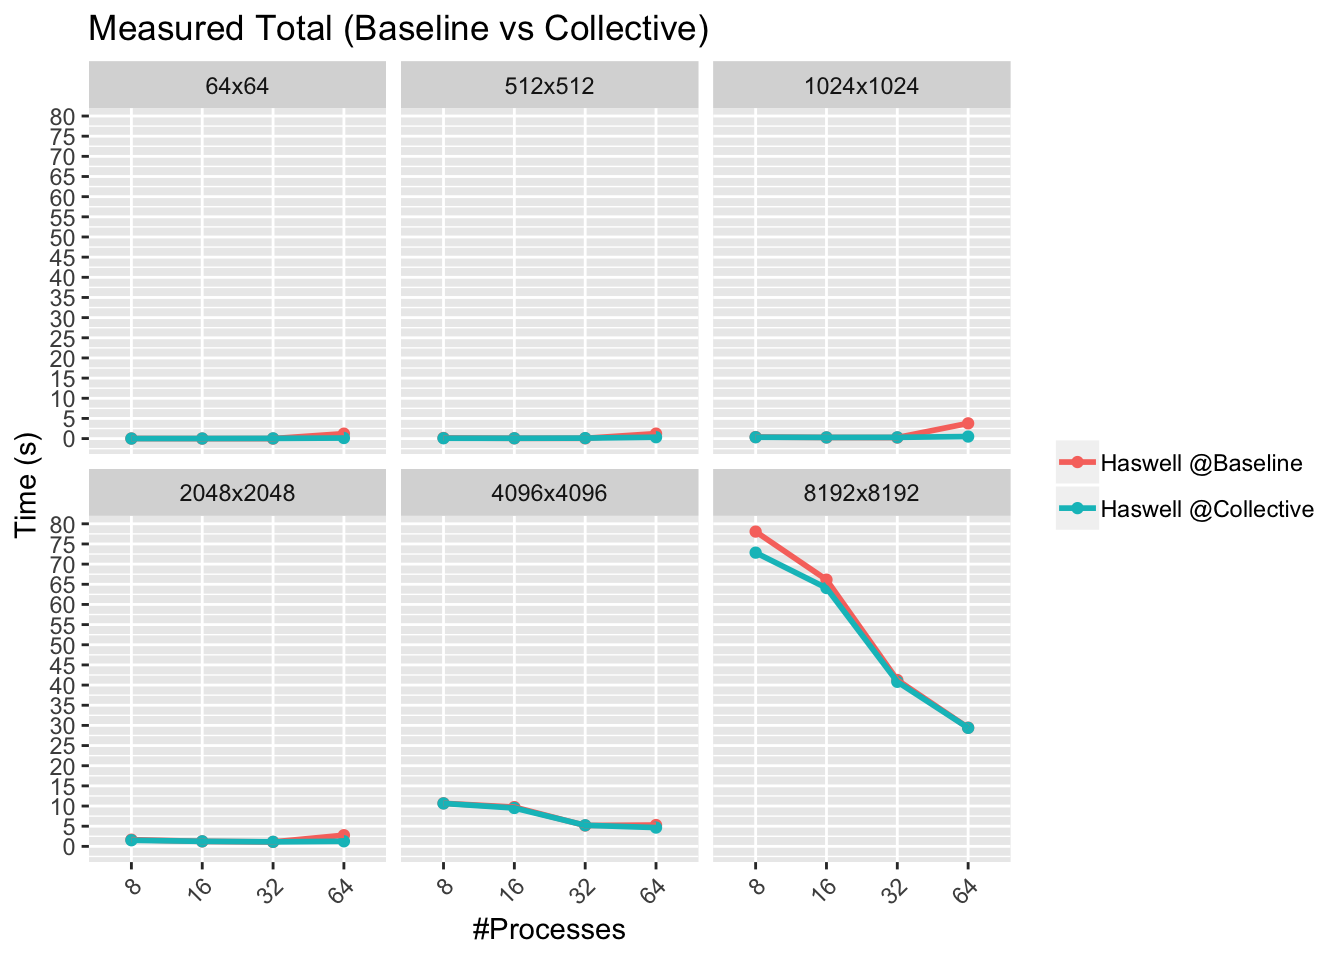 Measured Total (Baseline vs Collective)
64x64
512x512
1024x1024
80
75
70
65
60
55
50
45
40
35
30
25
20
15
10
5
0
Time (s)
2048x2048
4096x4096
8192x8192
80
75
70
65
60
55
50
45
40
35
30
25
20
15
10
5
0
8 16 32 64
8 16 32 64
8 16 32 64
#Processes
Haswell @Baseline
Haswell @Collective